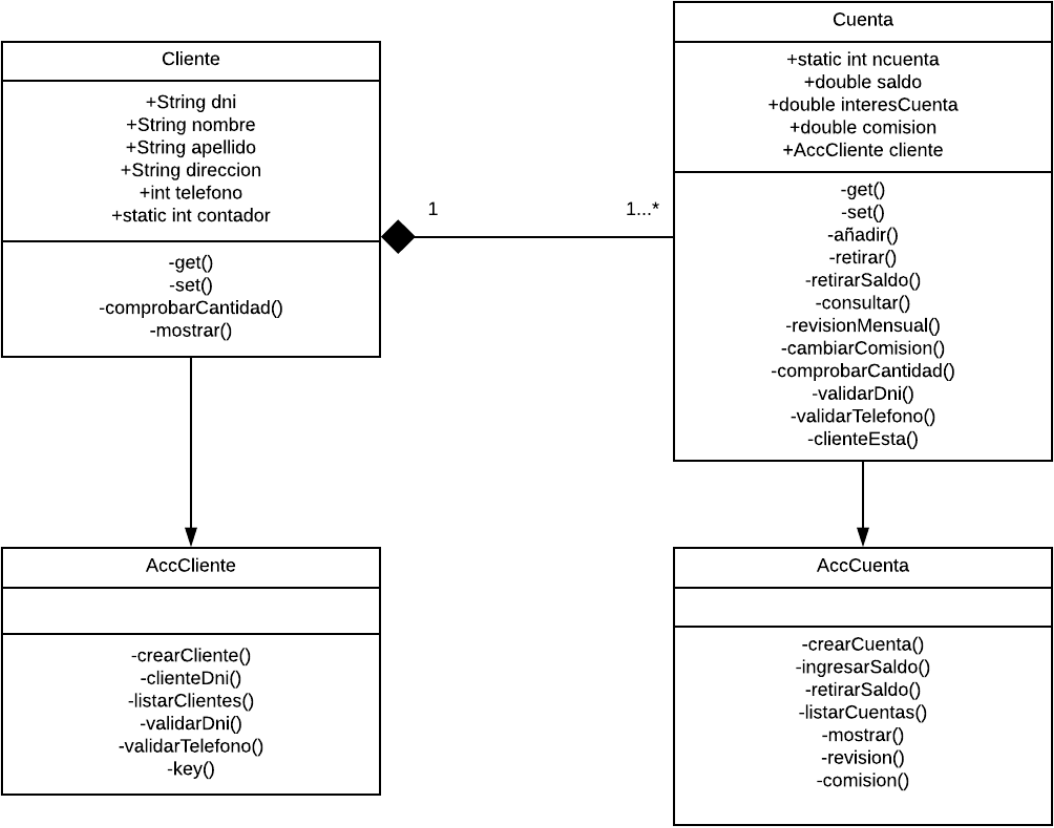 Cliente
+String dni
+String nombre
+String apellido
+String direccion
+int telefono
+static int contador
-get()
-set()
-comprobarCantidad()
-mostrar()
1
1...*
Cuenta
+static int ncuenta
+double saldo
+double interesCuenta
+double comision
+AccCliente cliente
-get()
-set()
-añadir()
-retirar()
-retirarSaldo()
-consultar()
-revisionMensual()
-cambiarComision()
-comprobarCantidad()
-validarDni()
-validarTelefono()
-clienteEsta()
AccCliente
-crearCliente()
-clienteDni()
-listarClientes()
-validarDni()
-validarTelefono()
-key()
AccCuenta
-crearCuenta()
-ingresarSaldo()
-retirarSaldo()
-listarCuentas()
-mostrar()
-revision()
-comision()